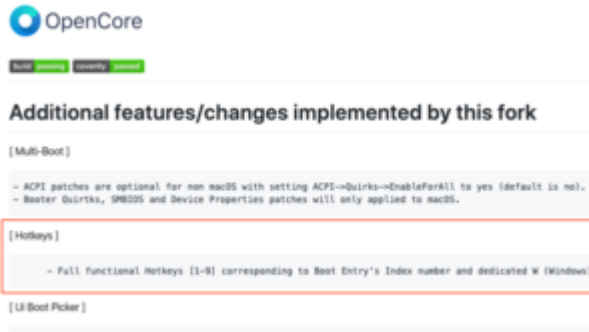 OpenCore
build passing coverity passed
Additional features/changes implemented by this fork
[ Multi-Boot ]
- ACPI patches are optional for non macOS with setting ACPI->Quirks->EnableForAll to yes (default is no).
- Booter Quirtks, SMBIOS and Device Properties patches will only applied to macOS.
[ Hotkeys ]
- Full functional Hotkeys [1-9] corresponding to Boot Entry's Index number and dedicated W (Windows)
[ Ui Boot Picker ]